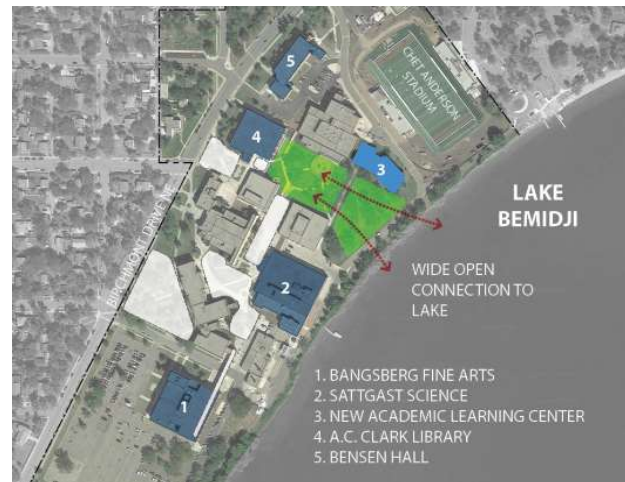 5
CHET ANDERSON
STADIUM
4
3
LAKE
BEMIDJI
BIRCHMONT DRIVE NE
WIDE OPEN
CONNECTION TO
LAKE
2
1
1. BANGSBERG FINE ARTS
2. SATTGAST SCIENCE
3. NEW ACADEMIC LEARNING CENTER
4. A.C. CLARK LIBRARY
5. BENSEN HALL